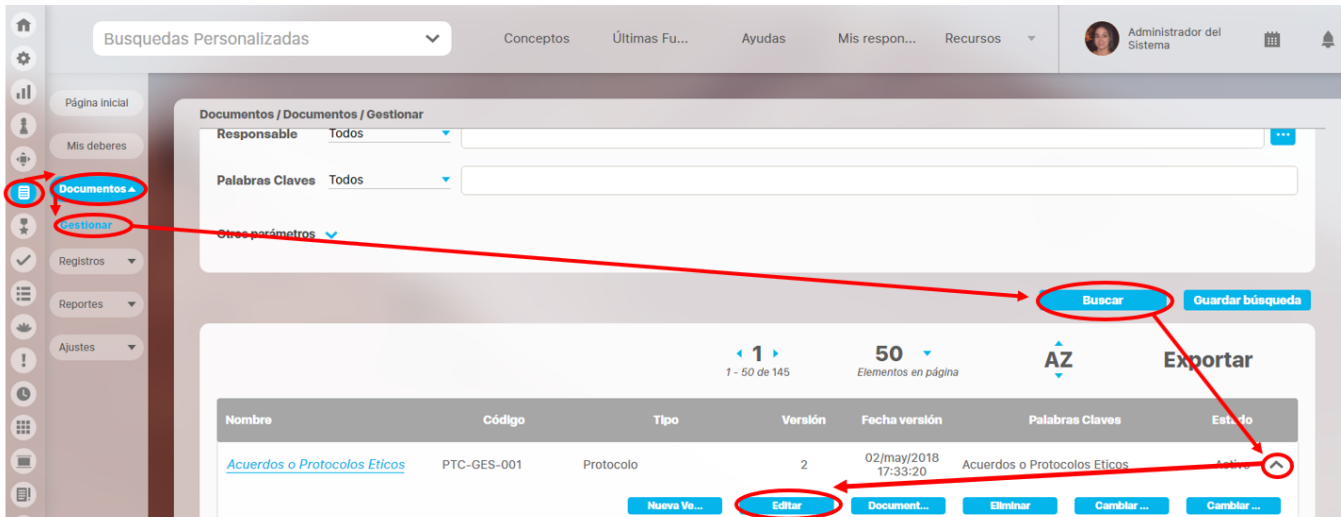 Busquedas Personalizadas
Conceptos
Últimas Fu...
Ayudas
Mis respon...
Recursos
Administrador del
Sistema
Página inicial
Mis deberes
Documentos
Gestionar
Registros
Reportes
Ajustes
Documentos / Documentos / Gestionar
Responsable Todos
...
Palabras Claves Todos
Otros parámetros
Buscar
Guardar búsqueda
1
1 - 50 de 145
50
Elementos en página
AZ
Exportar
Nombre Código Tipo Versión Fecha versión Palabras Claves Estado
Acuerdos o Protocolos Eticos PTC-GES-001 Protocolo 2 02/may/2018 Acuerdos o Protocolos Eticos Activo
17:33:20
Nueva Ve... Editar Document... Eliminar Cambiar ... Cambiar ...